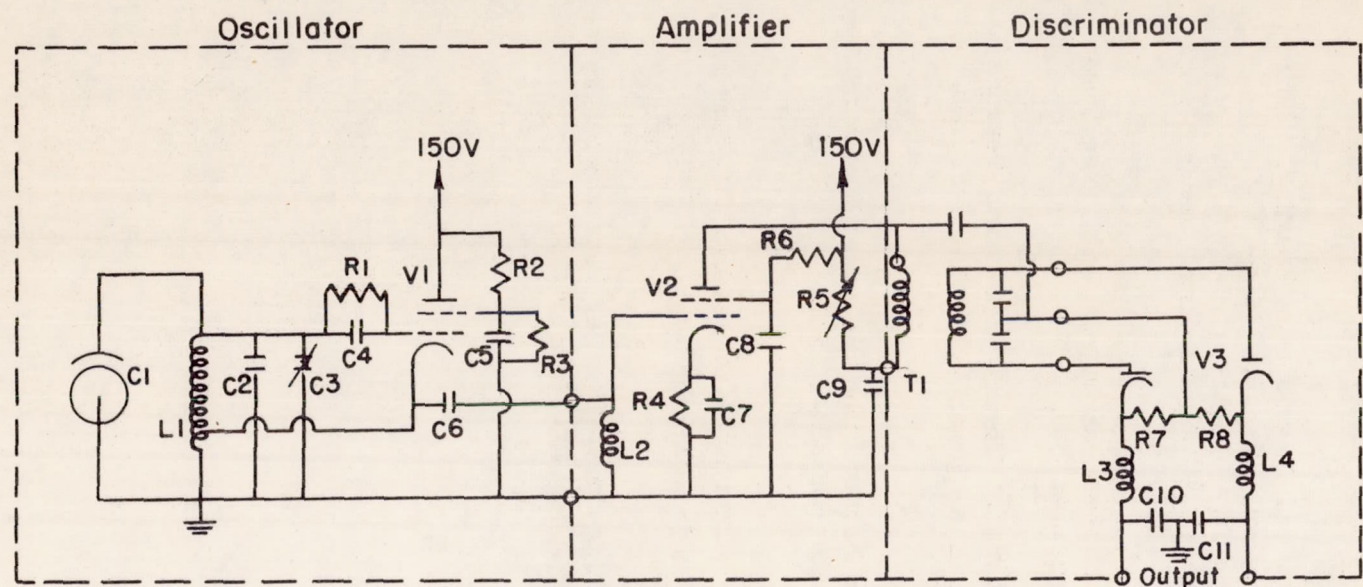 Oscillator
Amplifier
Discriminator
150V
150V
R1
V1
R2
R6
V2
R5
C1
C2
C3
C4
C5
R3
C8
C9
T1
V3
R4
C7
L1
C6
L2
R7
R8
L3
L4
C10
C11
Output